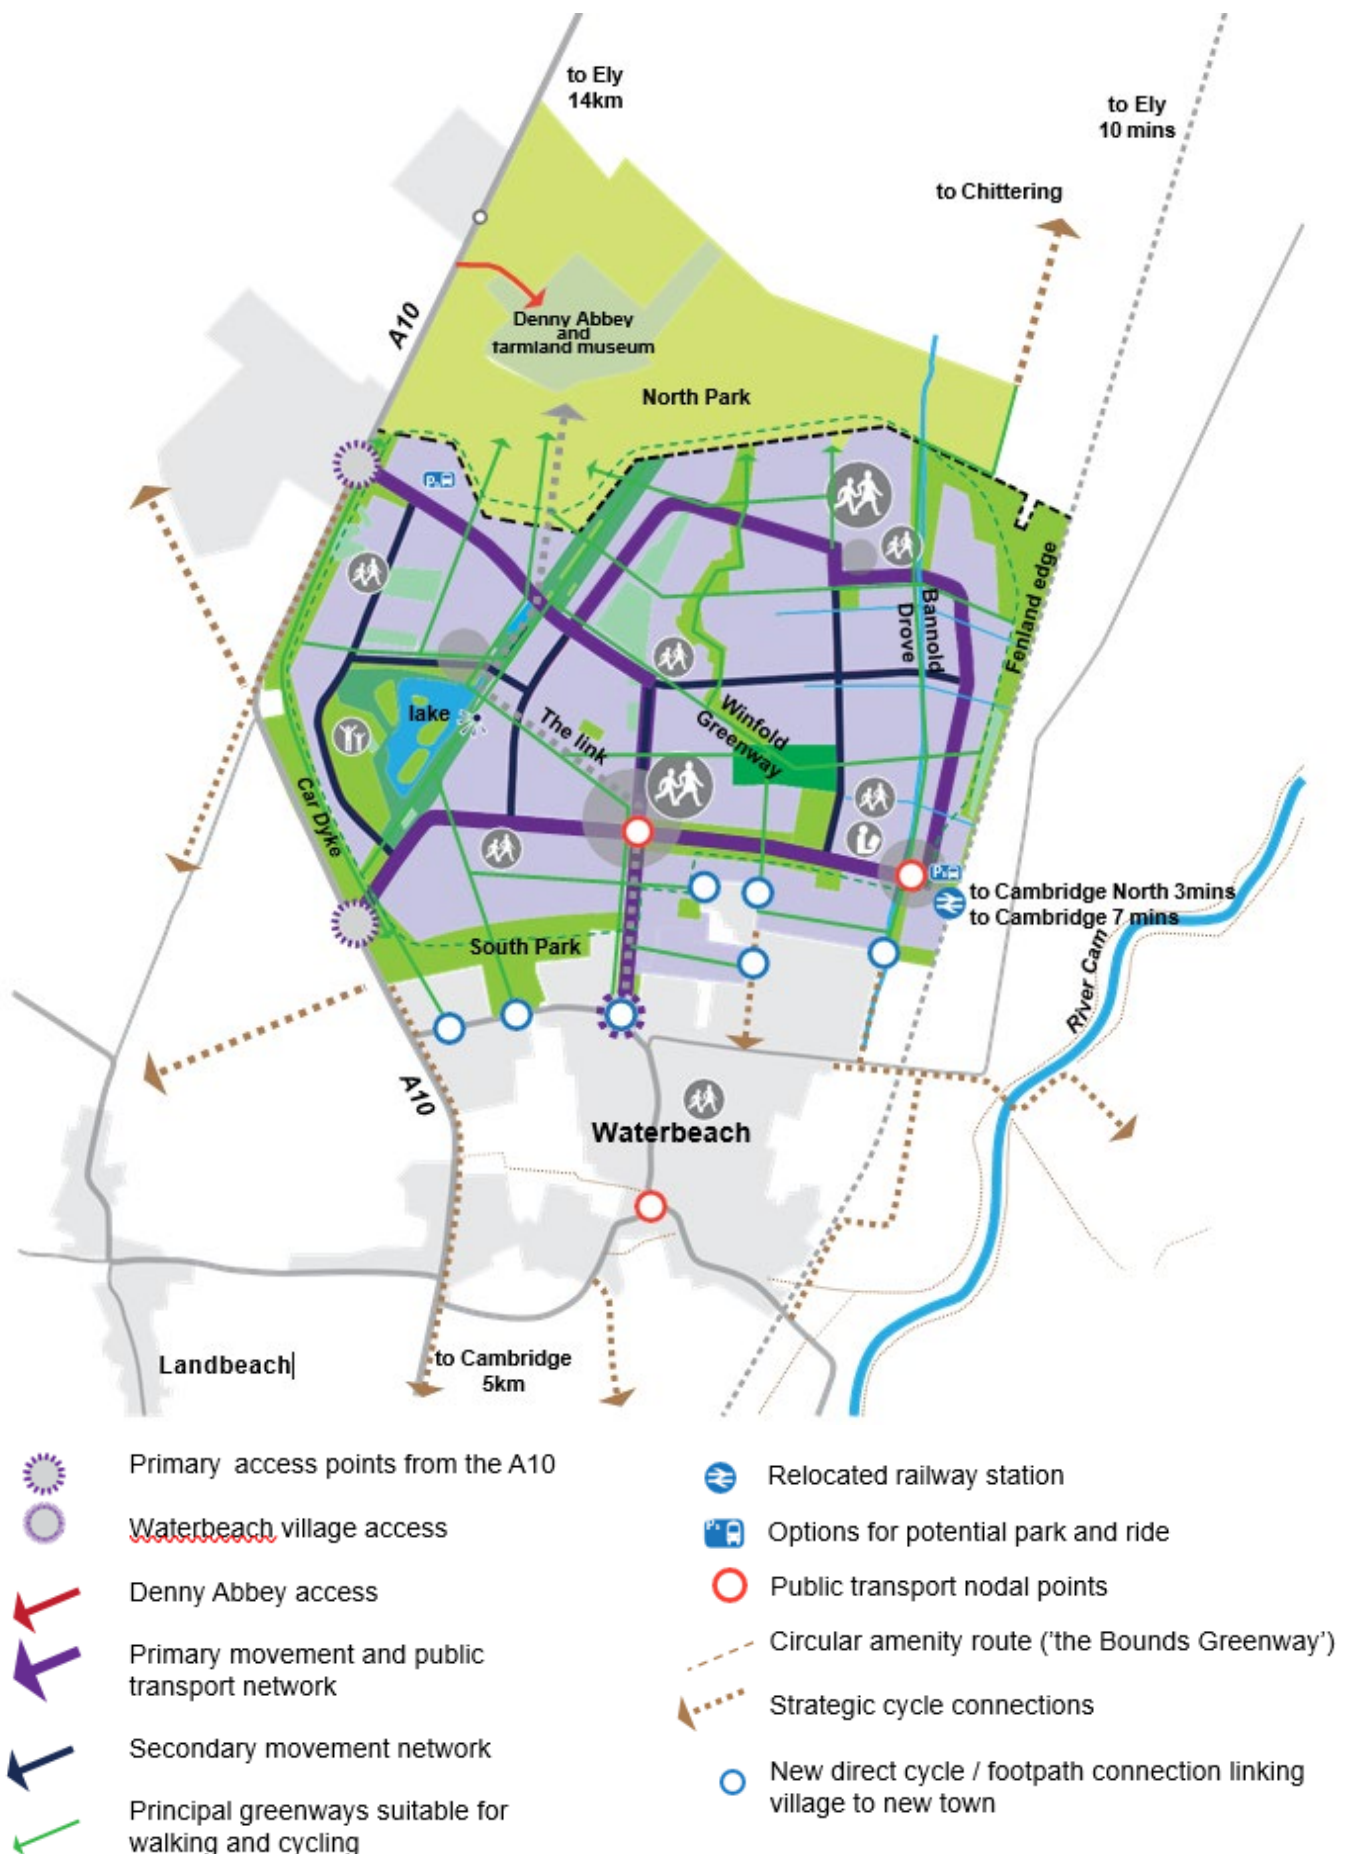 to Ely
14km
to Ely
10 mins
to Chittering
A10
Denny Abbey
and
farmland museum
North Park
Fenland edge
Bannold
Drove
lake
The link
Winfold
Greenway
Car Dyke
to Cambridge North 3mins
to Cambridge 7 mins
South Park
River Cam
A10
Waterbeach
Landbeach
to Cambridge
5km
Primary access points from the A10
Waterbeach village access
Denny Abbey access
Primary movement and public
transport network
Secondary movement network
Principal greenways suitable for
walking and cycling
Relocated railway station
Options for potential park and ride
Public transport nodal points
Circular amenity route ('the Bounds Greenway')
Strategic cycle connections
New direct cycle / footpath connection linking
village to new town